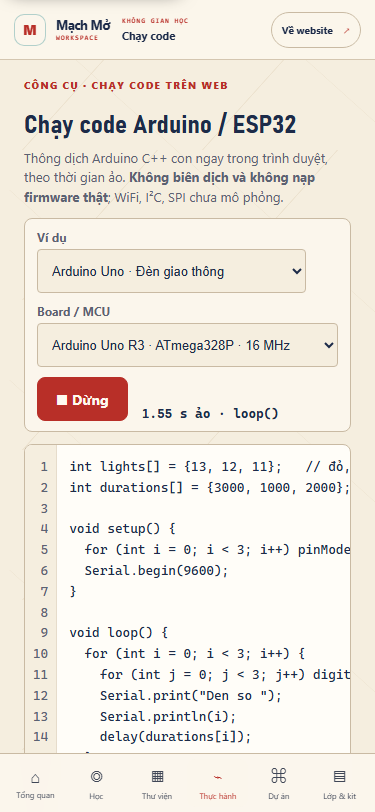 M
Mạch Mở
WORKSPACE
KHÔNG GIAN HỌC
Chạy code
Về website ↗
CÔNG CỤ · CHẠY CODE TRÊN WEB
Chạy code Arduino / ESP32
Thông dịch Arduino C++ con ngay trong trình duyệt,
theo thời gian ảo. Không biên dịch và không nạp
firmware thật; WiFi, I²C, SPI chưa mô phỏng.
Ví dụ
Arduino Uno · Đèn giao thông
Board / MCU
Arduino Uno R3 · ATmega328P · 16 MHz
■ Dừng
1.55 s ảo · loop()
1 int lights[] = {13, 12, 11};   // đỏ,
2 int durations[] = {3000, 1000, 2000};
3
4 void setup() {
5   for (int i = 0; i < 3; i++) pinMode
6   Serial.begin(9600);
7 }
8
9 void loop() {
10   for (int i = 0; i < 3; i++) {
11     for (int j = 0; j < 3; j++) digit
12     Serial.print("Den so ");
13     Serial.println(i);
14     delay(durations[i]);
Tổng quan
Học
Thư viện
Thực hành
Dự án
Lớp & kit